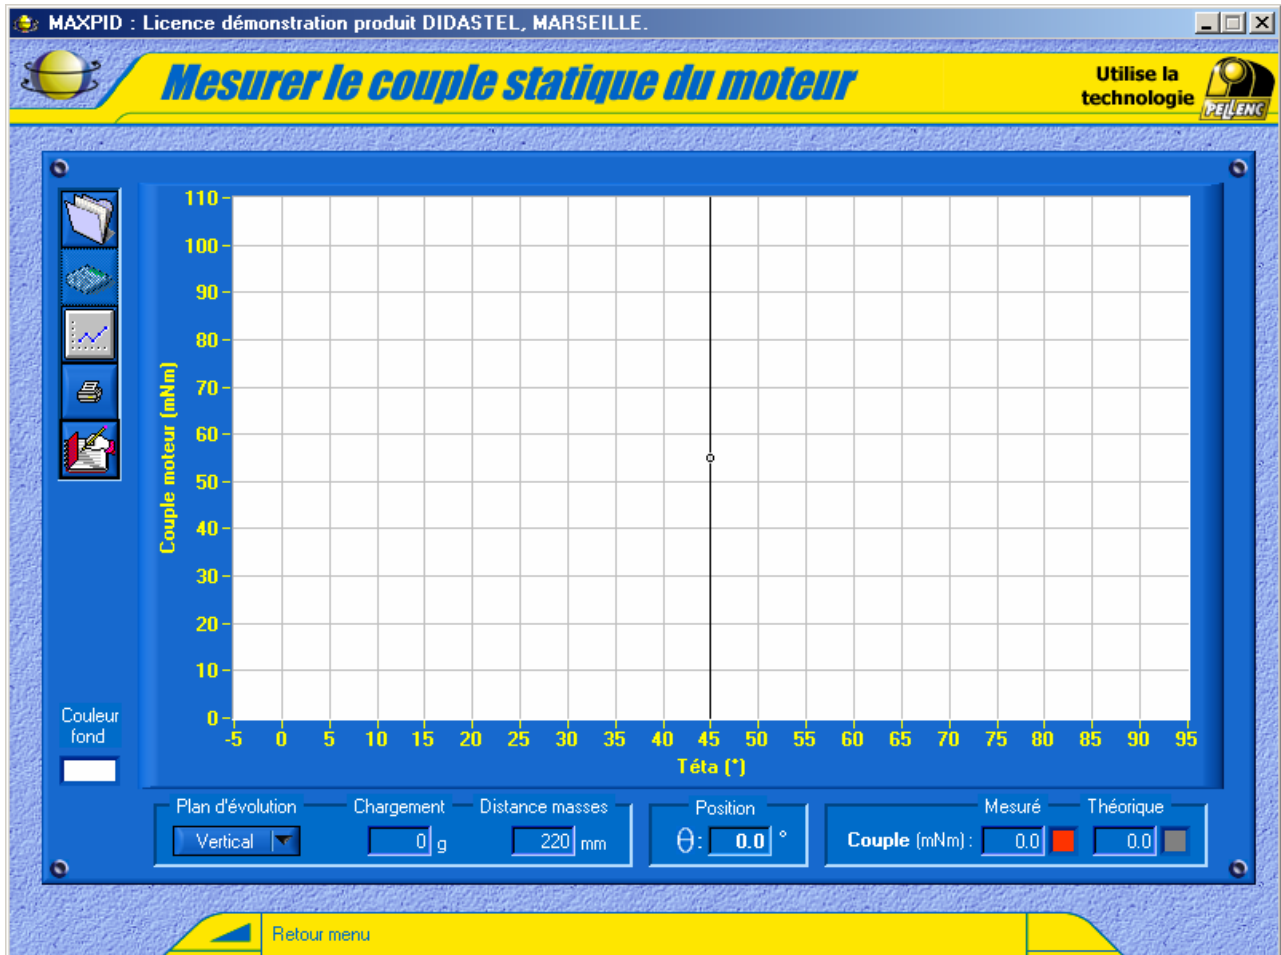 MAXPID : Licence démonstration produit DIDASTEL, MARSEILLE.
Mesurer le couple statique du moteur
Utilise la
technologie
PELLENC
110
100
90
80
70
60
50
40
30
20
10
0
Couple moteur (mNm)
-5 0 5 10 15 20 25 30 35 40 45 50 55 60 65 70 75 80 85 90 95
Téta (°)
Couleur
fond
Plan d'évolution Chargement Distance masses Position Mesuré Théorique
Vertical 0 g 220 mm θ: 0.0 ° Couple (mNm) : 0.0 0.0
Retour menu